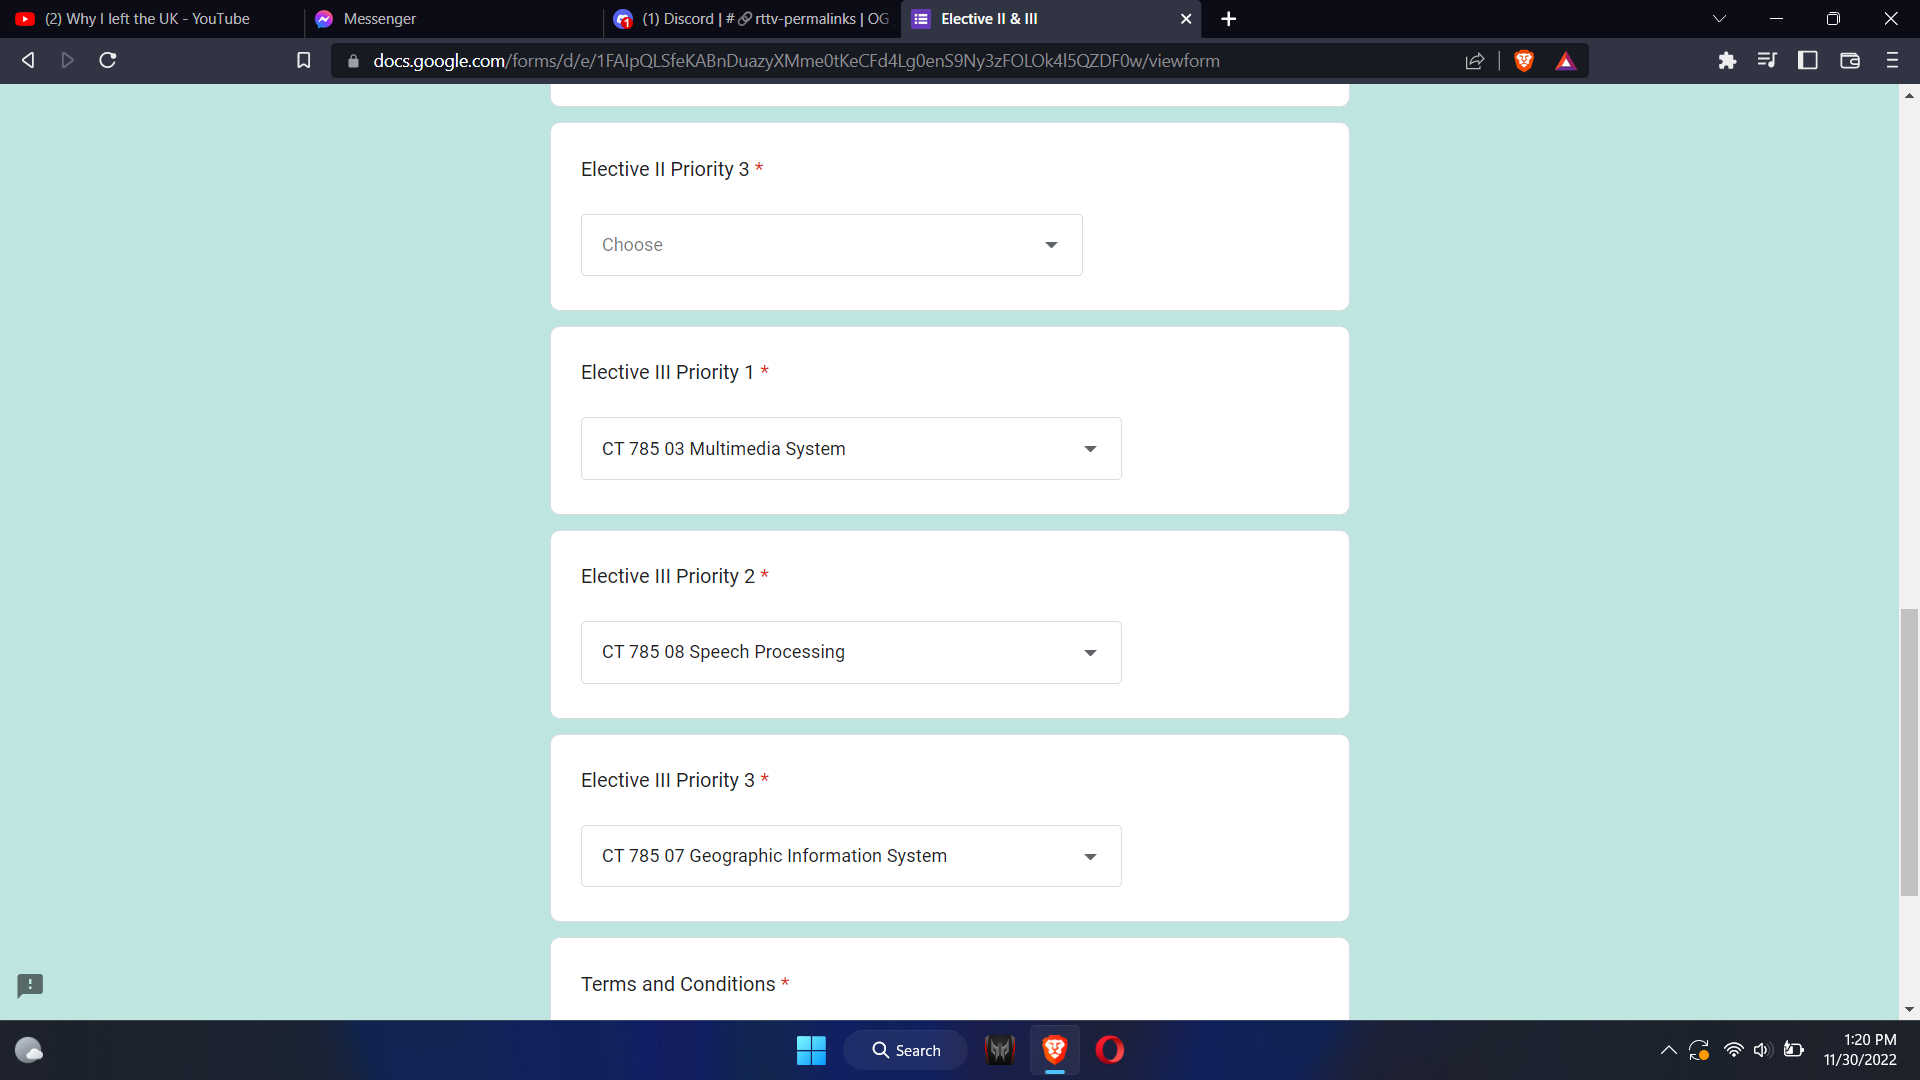 (2) Why I left the UK - YouTube
Messenger
(1) Discord | # 🔗 rttv-permalinks | OG
Elective II & III
docs.google.com/forms/d/e/1FAIpQLSfeKABnDuazyXMme0tKeCFd4Lg0enS9Ny3zFOLOk4l5QZDF0w/viewform
Elective II Priority 3 *
Choose
Elective III Priority 1 *
CT 785 03 Multimedia System
Elective III Priority 2 *
CT 785 08 Speech Processing
Elective III Priority 3 *
CT 785 07 Geographic Information System
Terms and Conditions *
Search
1:20 PM
11/30/2022